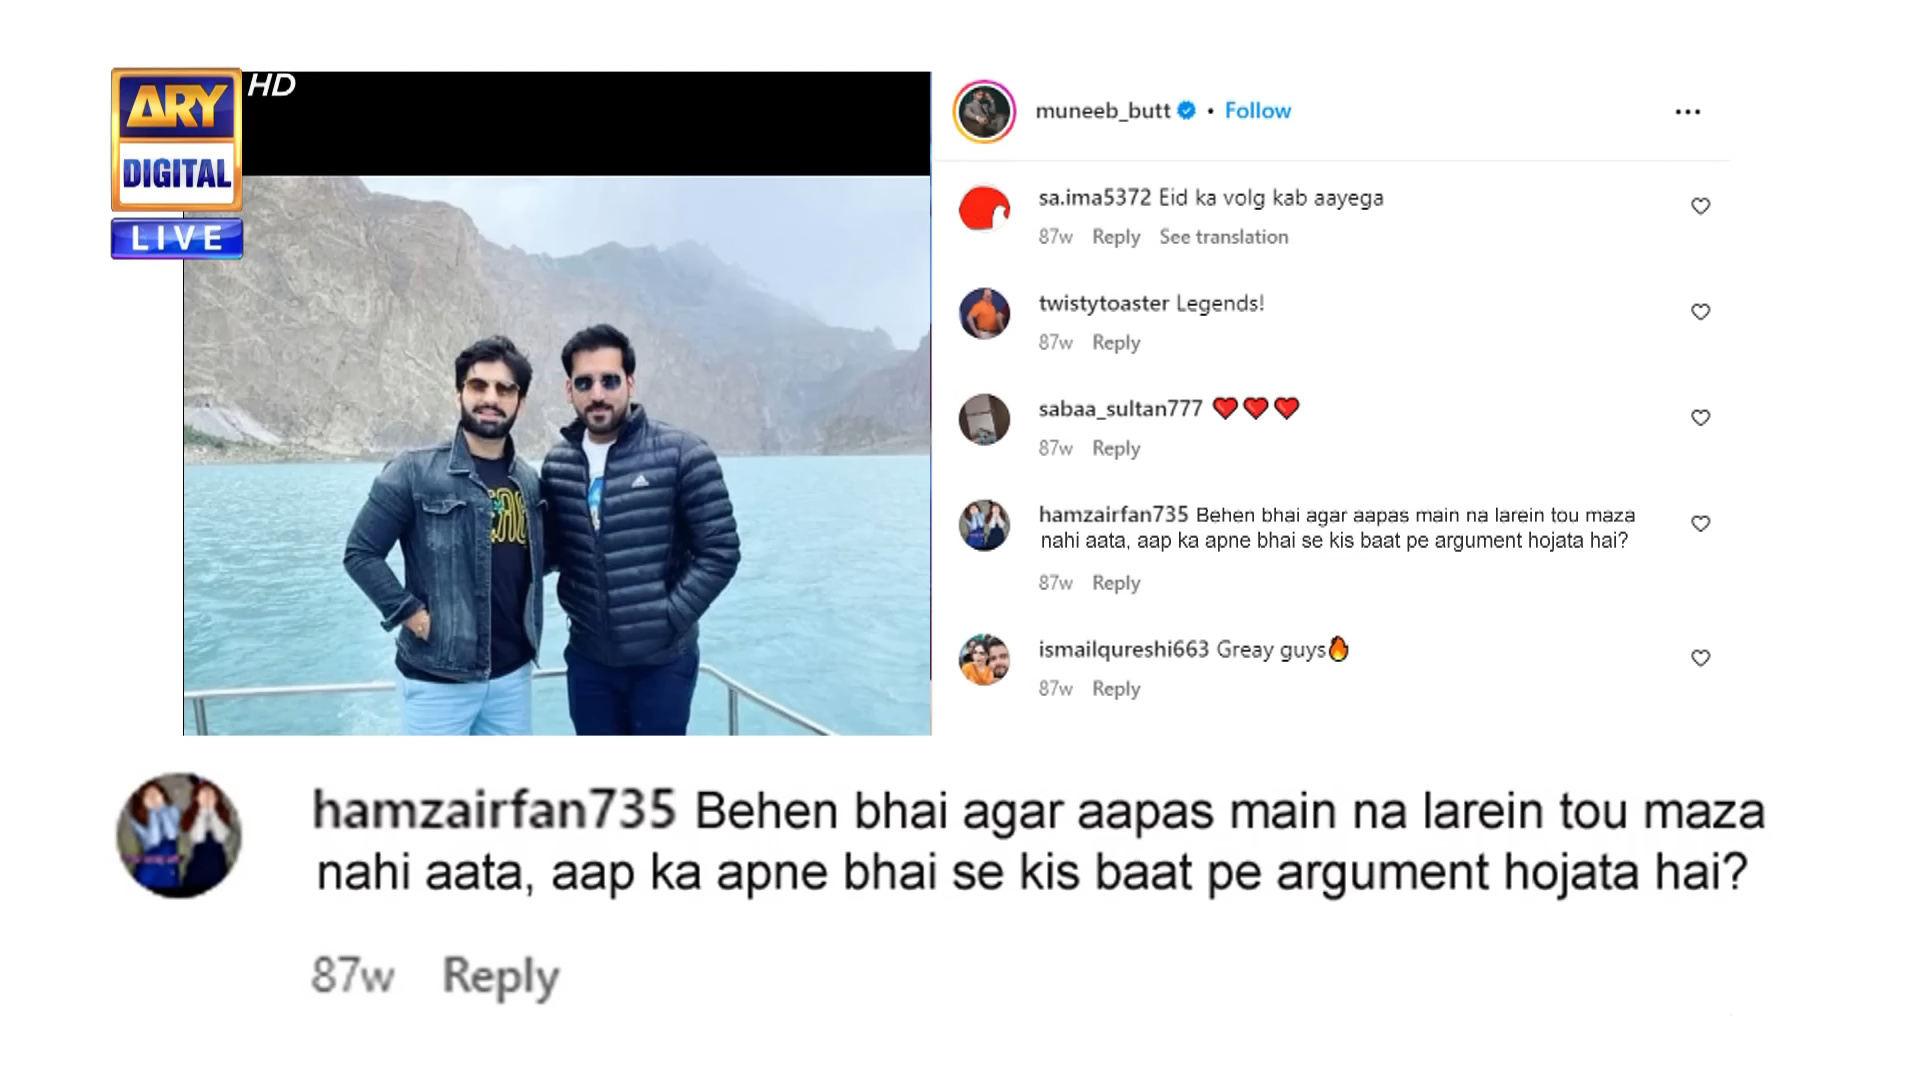 ARY
DIGITAL
LIVE
HD
muneeb_butt • Follow
sa.ima5372 Eid ka volg kab aayega
87w Reply See translation
twistytoaster Legends!
87w Reply
sabaa_sultan777 ❤❤❤
87w Reply
hamzairfan735 Behen bhai agar aapas main na larein tou maza
nahi aata, aap ka apne bhai se kis baat pe argument hojata hai?
87w Reply
ismailqureshi663 Greay guys🔥
87w Reply
hamzairfan735 Behen bhai agar aapas main na larein tou maza
nahi aata, aap ka apne bhai se kis baat pe argument hojata hai?
87w Reply